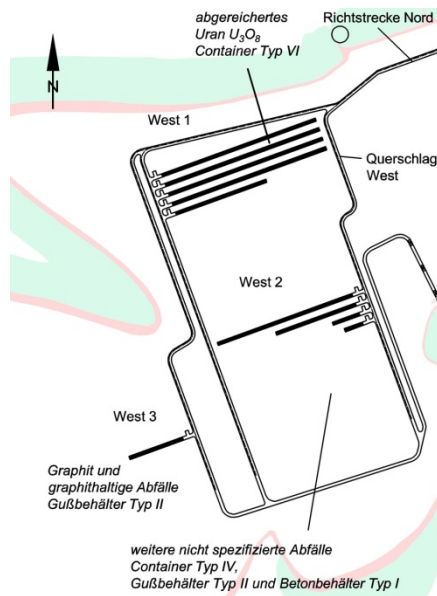 abgereichertes
Uran U₃O₈
Container Typ VI
Richtstrecke Nord
N
West 1
Querschlag
West
West 2
West 3
Graphit und
graphithaltige Abfälle
Gußbehälter Typ II
weitere nicht spezifizierte Abfälle
Container Typ IV,
Gußbehälter Typ II und Betonbehälter Typ I